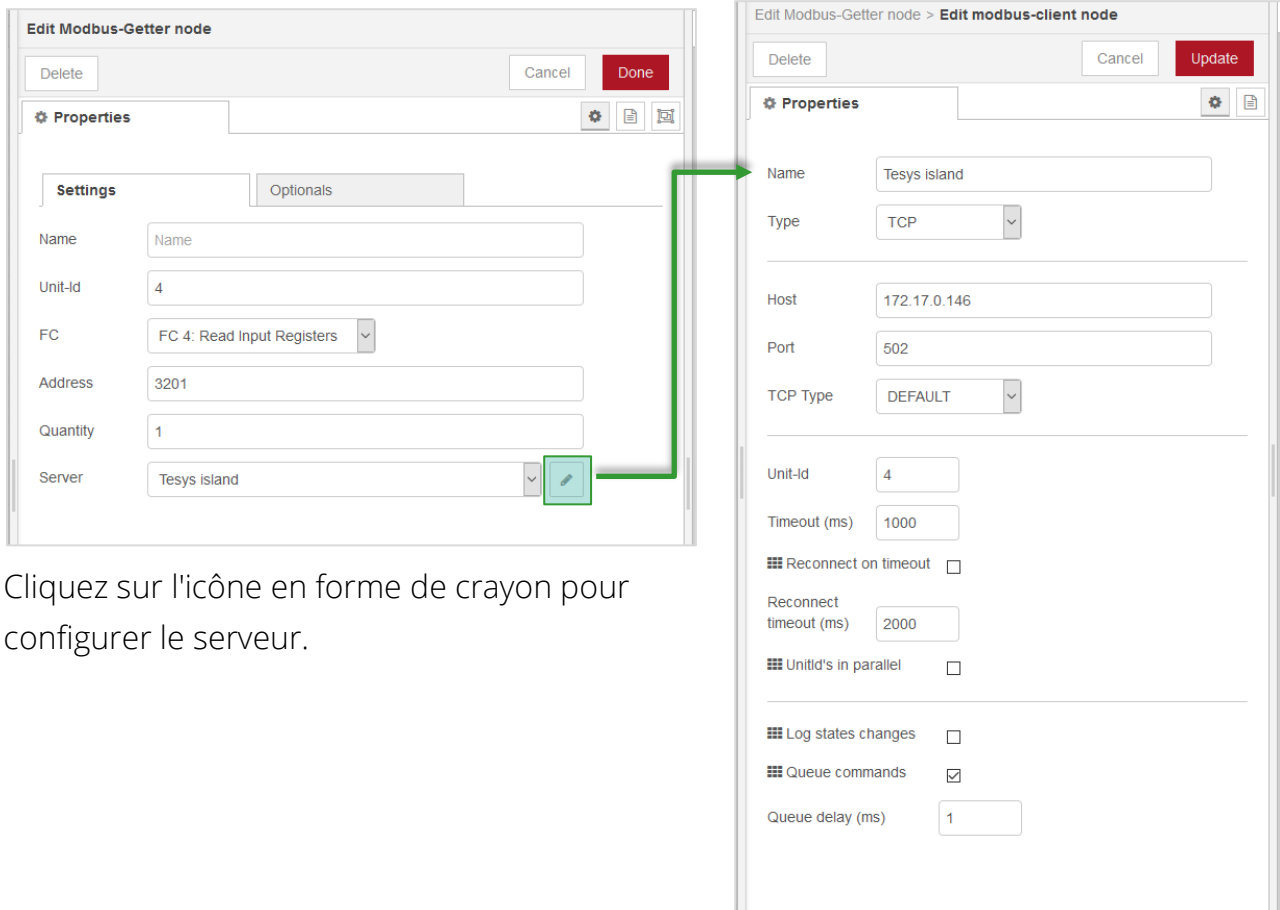 Edit Modbus-Getter node
Delete
Cancel
Done
Properties
Settings
Optionals
Name
Name
Unit-Id
4
FC
FC 4: Read Input Registers
Address
3201
Quantity
1
Server
Tesys island
Cliquez sur l'icône en forme de crayon pour
configurer le serveur.
Edit Modbus-Getter node > Edit modbus-client node
Delete
Cancel
Update
Properties
Name
Tesys island
Type
TCP
Host
172.17.0.146
Port
502
TCP Type
DEFAULT
Unit-Id
4
Timeout (ms)
1000
Reconnect on timeout
Reconnect
timeout (ms)
2000
UnitId's in parallel
Log states changes
Queue commands
Queue delay (ms)
1